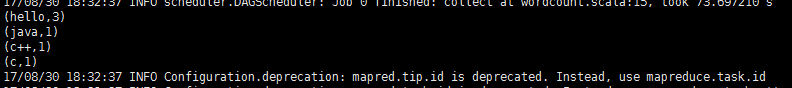 17/08/30 18:32:37 INFO scheduler.DAGScheduler: Job 0 finished: collect at wordcount.scala:15, took 73.697210 s
(hello,3)
(java,1)
(c++,1)
(c,1)
17/08/30 18:32:37 INFO Configuration.deprecation: mapred.tip.id is deprecated. Instead, use mapreduce.task.id